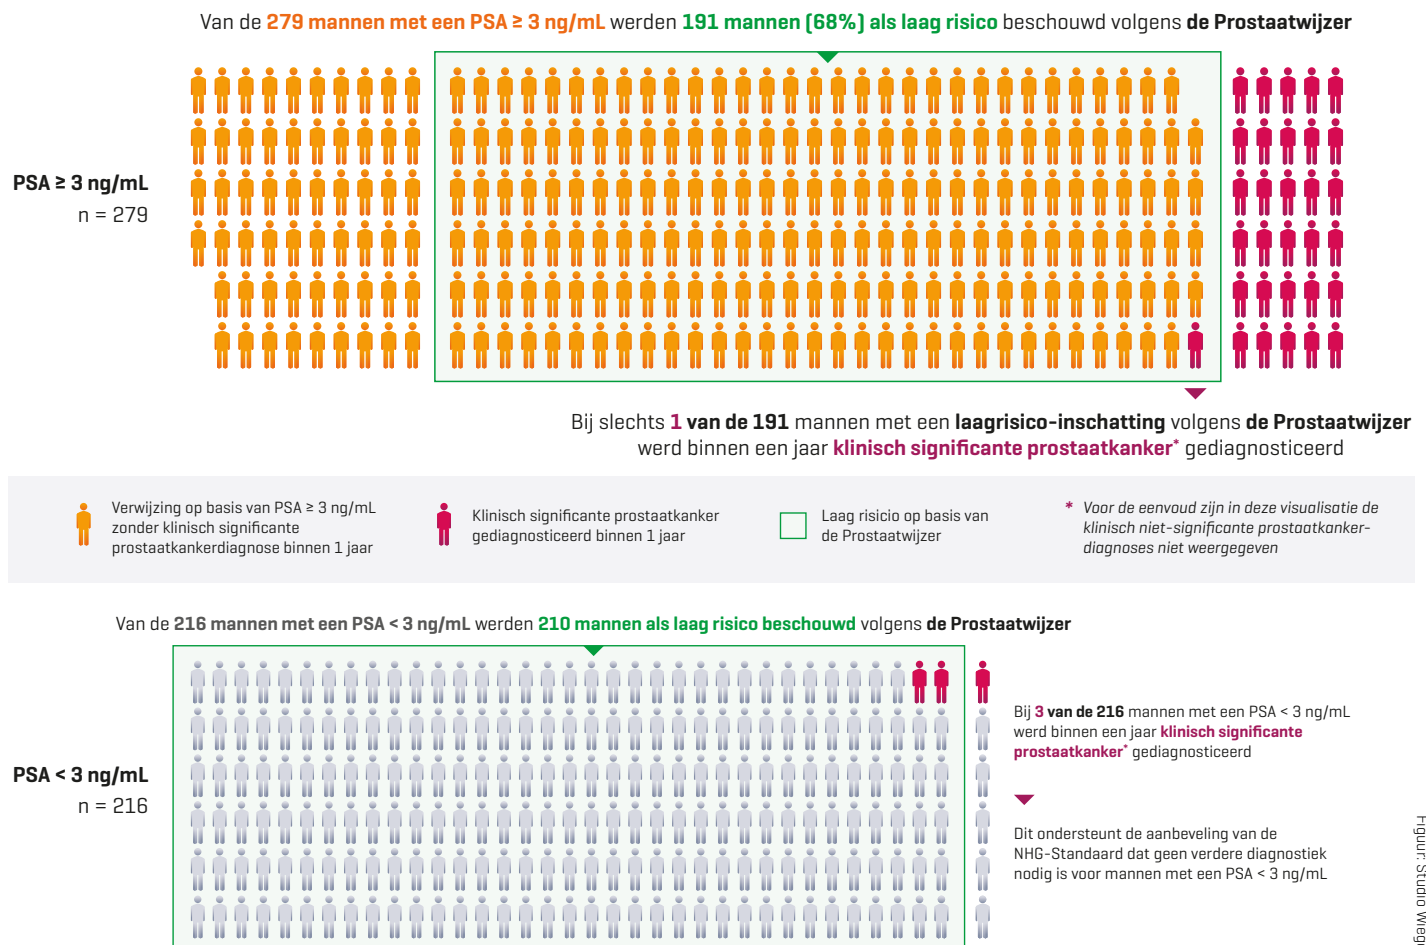 Van de 279 mannen met een PSA ≥ 3 ng/mL werden 191 mannen (68%) als laag risico beschouwd volgens de Prostaatwijzer
PSA ≥ 3 ng/mL
n = 279
Bij slechts 1 van de 191 mannen met een laagrisico-inschatting volgens de Prostaatwijzer
werd binnen een jaar klinisch significante prostaatkanker* gediagnosticeerd
Verwijzing op basis van PSA ≥ 3 ng/mL
zonder klinisch significante
prostaatkankerdiagnose binnen 1 jaar
Klinisch significante prostaatkanker
gediagnosticeerd binnen 1 jaar
Laag risicio op basis van
de Prostaatwijzer
* Voor de eenvoud zijn in deze visualisatie de
klinisch niet-significante prostaatkanker-
diagnoses niet weergegeven
Van de 216 mannen met een PSA < 3 ng/mL werden 210 mannen als laag risico beschouwd volgens de Prostaatwijzer
PSA < 3 ng/mL
n = 216
Bij 3 van de 216 mannen met een PSA < 3 ng/mL
werd binnen een jaar klinisch significante
prostaatkanker* gediagnosticeerd
Dit ondersteunt de aanbeveling van de
NHG-Standaard dat geen verdere diagnostiek
nodig is voor mannen met een PSA < 3 ng/mL
Figuur: Studio